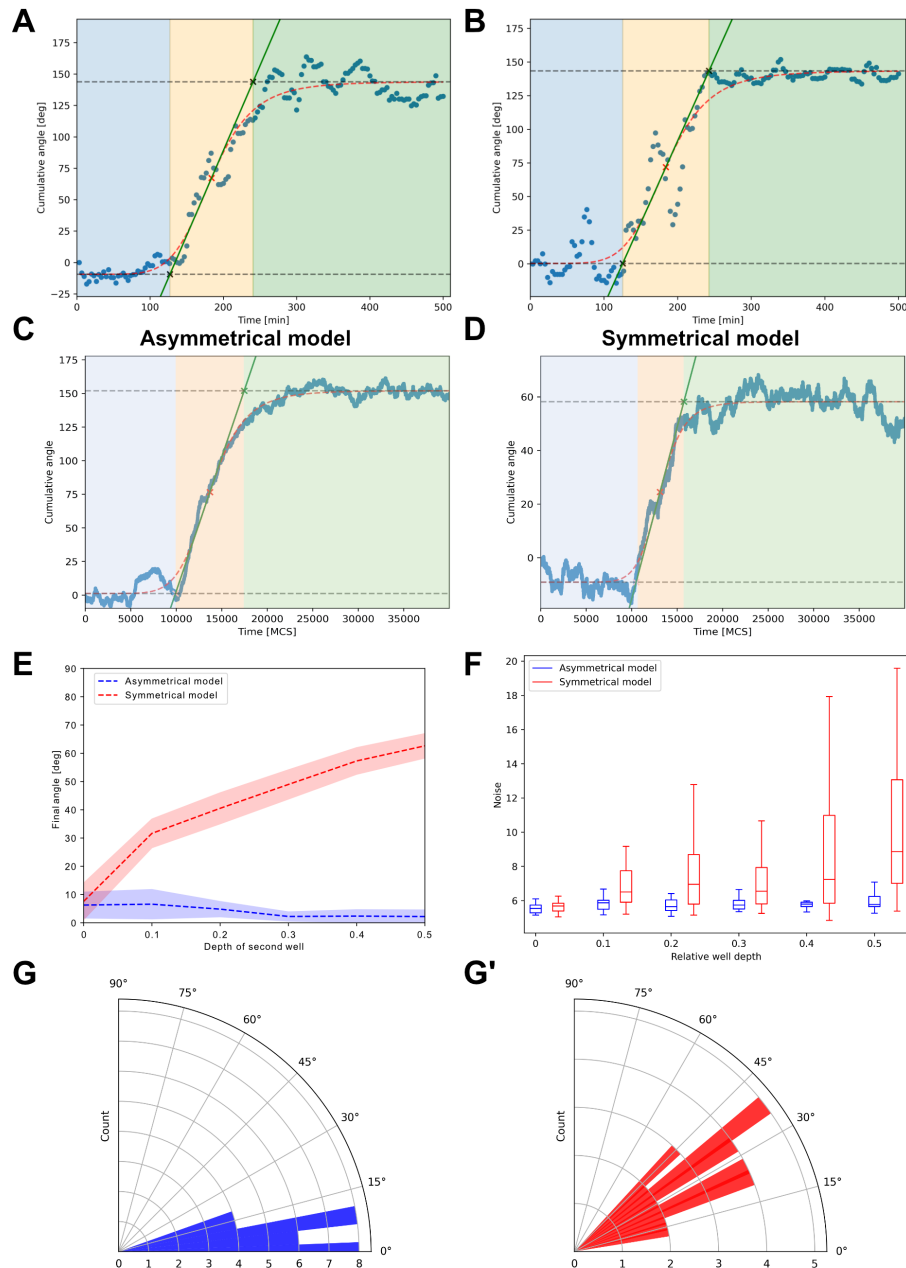 A
175
150
125
100
75
50
25
0
−25
Cumulative angle [deg]
0 100 200 300 400 500
Time [min]
B
175
150
125
100
75
50
25
0
Cumulative angle [deg]
0 100 200 300 400 500
Time [min]
C
Asymmetrical model
175
150
125
100
75
50
25
0
Cumulative angle
0 5000 10000 15000 20000 25000 30000 35000
Time [MCS]
D
Symmetrical model
60
40
20
0
Cumulative angle
0 5000 10000 15000 20000 25000 30000 35000
Time [MCS]
E
Asymmetrical model
Symmetrical model
90
80
70
60
50
40
30
20
10
0
Final angle [deg]
0 0.1 0.2 0.3 0.4 0.5
Depth of second well
F
Asymmetrical model
Symmetrical model
20
18
16
14
12
10
8
6
Noise
0 0.1 0.2 0.3 0.4 0.5
Relative well depth
G
90°
75°
60°
45°
30°
15°
0°
Count
0 1 2 3 4 5 6 7 8
G'
90°
75°
60°
45°
30°
15°
0°
Count
0 1 2 3 4 5